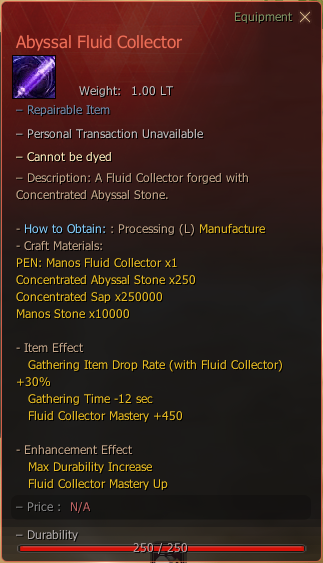 Equipment
Abyssal Fluid Collector
Weight: 1.00 LT
– Repairable Item
– Personal Transaction Unavailable
– Cannot be dyed
– Description: A Fluid Collector forged with
Concentrated Abyssal Stone.
- How to Obtain: : Processing (L) Manufacture
- Craft Materials:
PEN: Manos Fluid Collector x1
Concentrated Abyssal Stone x250
Concentrated Sap x250000
Manos Stone x10000
- Item Effect
Gathering Item Drop Rate (with Fluid Collector)
+30%
Gathering Time -12 sec
Fluid Collector Mastery +450
- Enhancement Effect
Max Durability Increase
Fluid Collector Mastery Up
– Price : N/A
– Durability
250 / 250